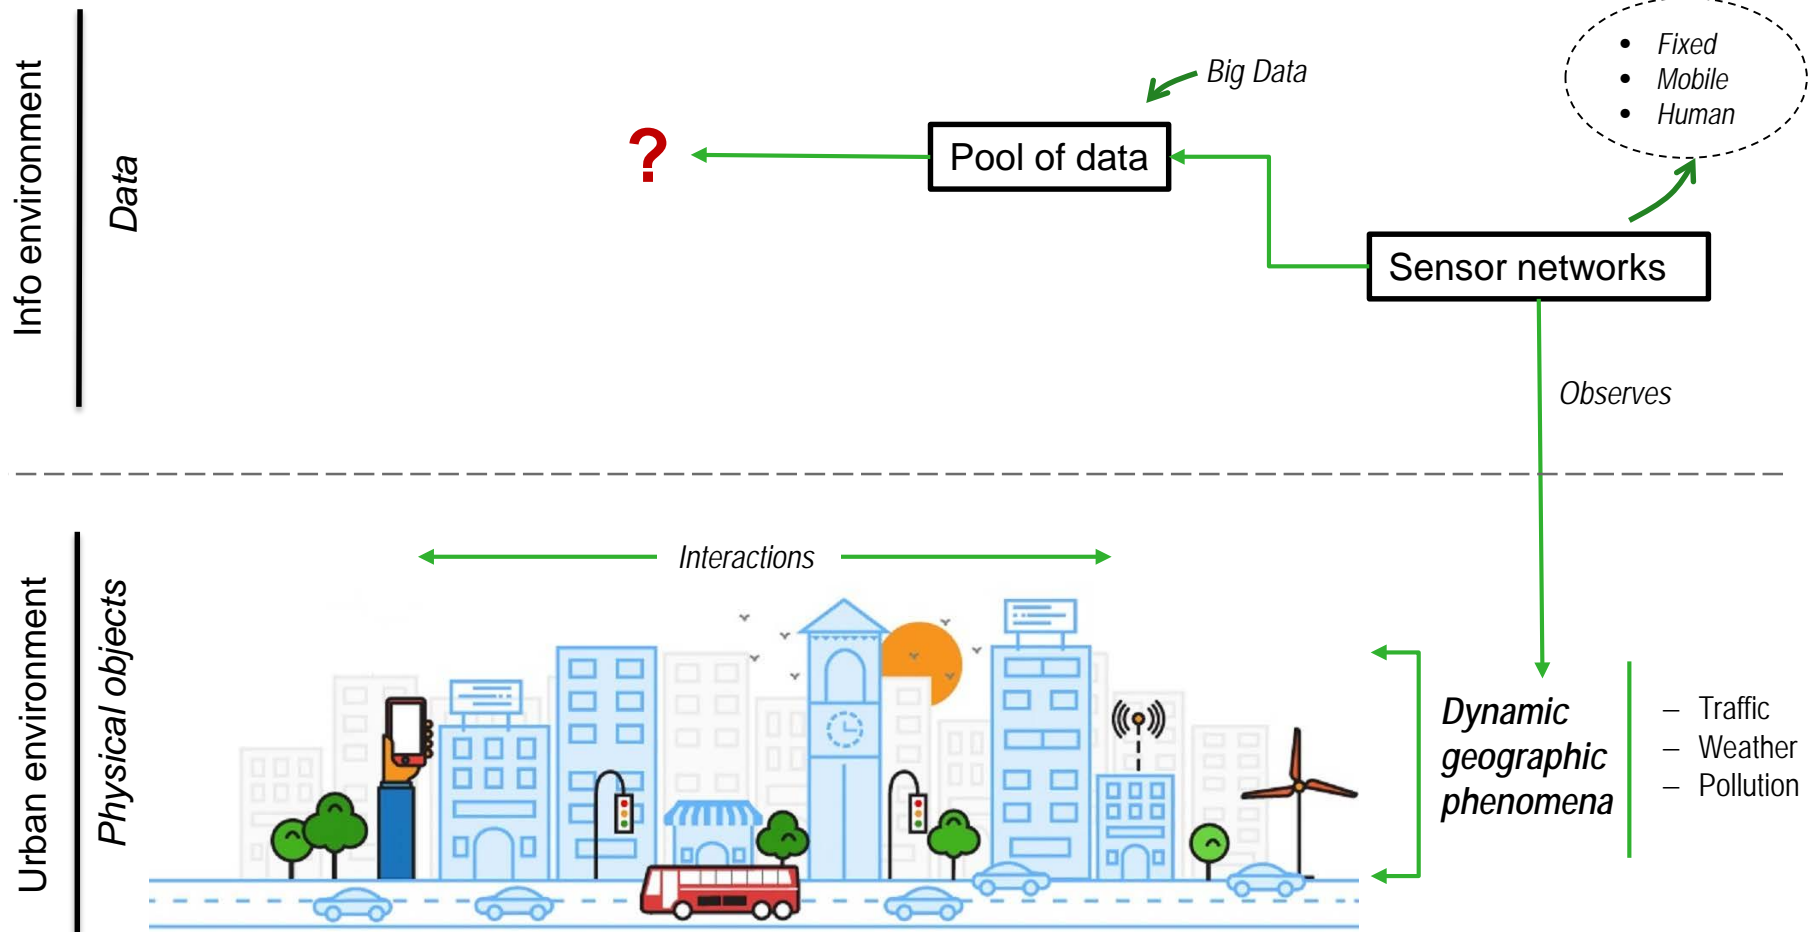 Info environment
Data
Big Data
?
Pool of data
• Fixed
• Mobile
• Human
Sensor networks
Observes
Urban environment
Physical objects
Interactions
Dynamic
geographic
phenomena
– Traffic
– Weather
– Pollution